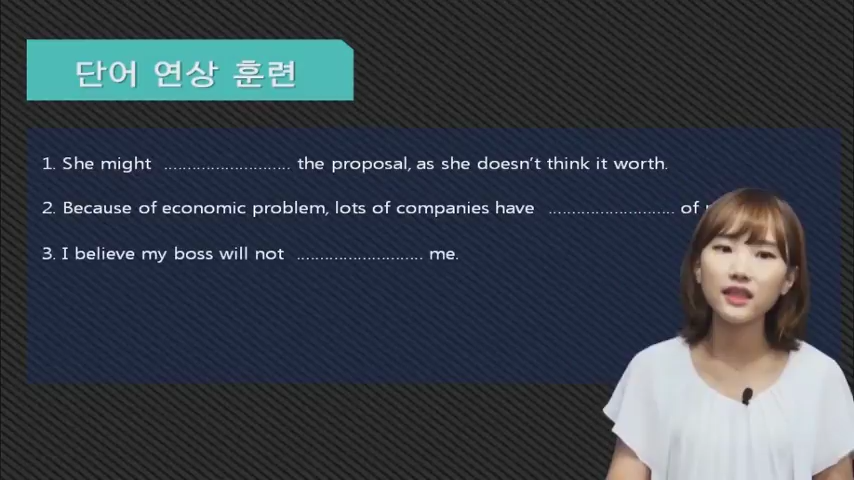 단어 연상 훈련
1. She might ........................... the proposal, as she doesn't think it worth.
2. Because of economic problem, lots of companies have ........................... of
3. I believe my boss will not ........................... me.